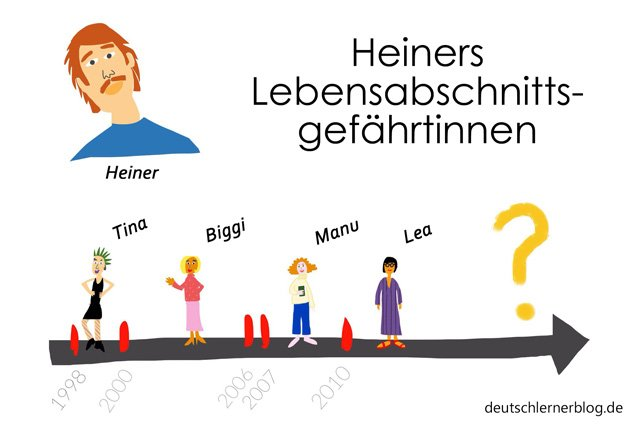 Heiners
Lebensabschnitts-
gefährtinnen
Heiner
Tina
Biggi
Manu
Lea
?
1998
2000
2006
2007
2010
deutschlernerblog.de